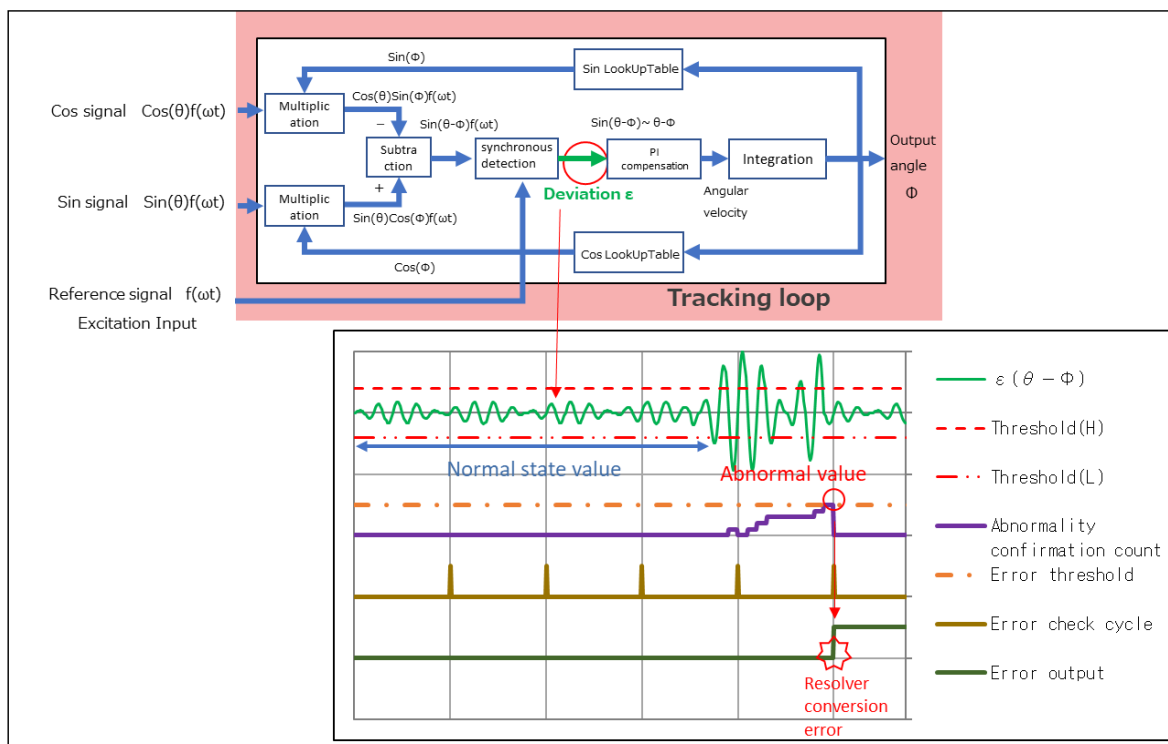 Sin(Φ)
Sin LookUpTable
Cos signal Cos(θ)f(ωt)
Multiplic
ation
Cos(θ)Sin(Φ)f(ωt)
−
Subtra
ction
+
Sin(θ-Φ)f(ωt)
synchronous
detection
Sin(θ-Φ)~ θ-Φ
PI
compensation
Integration
Output
angle
Φ
Deviation ε
Angular
velocity
Sin signal Sin(θ)f(ωt)
Multiplic
ation
Sin(θ)Cos(Φ)f(ωt)
Cos LookUpTable
Cos(Φ)
Reference signal f(ωt)
Excitation Input
Tracking loop
Normal state value
Abnormal value
Resolver
conversion
error
ε(θ－Φ)
Threshold(H)
Threshold(L)
Abnormality
confirmation count
Error threshold
Error check cycle
Error output